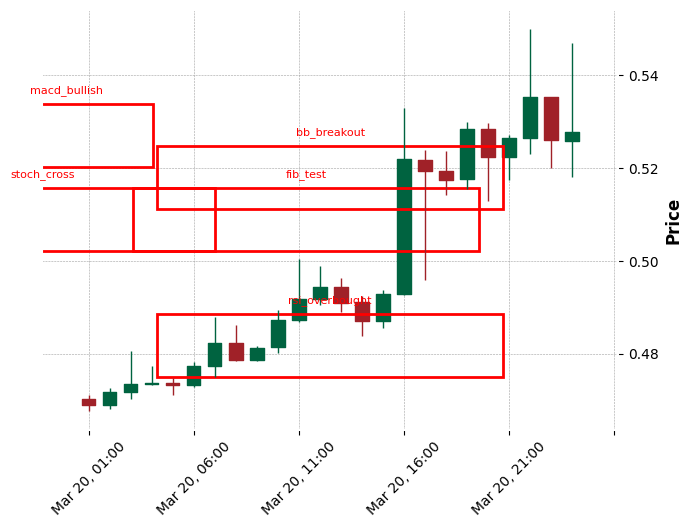 macd_bullish
bb_breakout
stoch_cross
fib_test
rsi_overbought
0.54
0.52
0.50
0.48
Price
Mar 20, 01:00
Mar 20, 06:00
Mar 20, 11:00
Mar 20, 16:00
Mar 20, 21:00